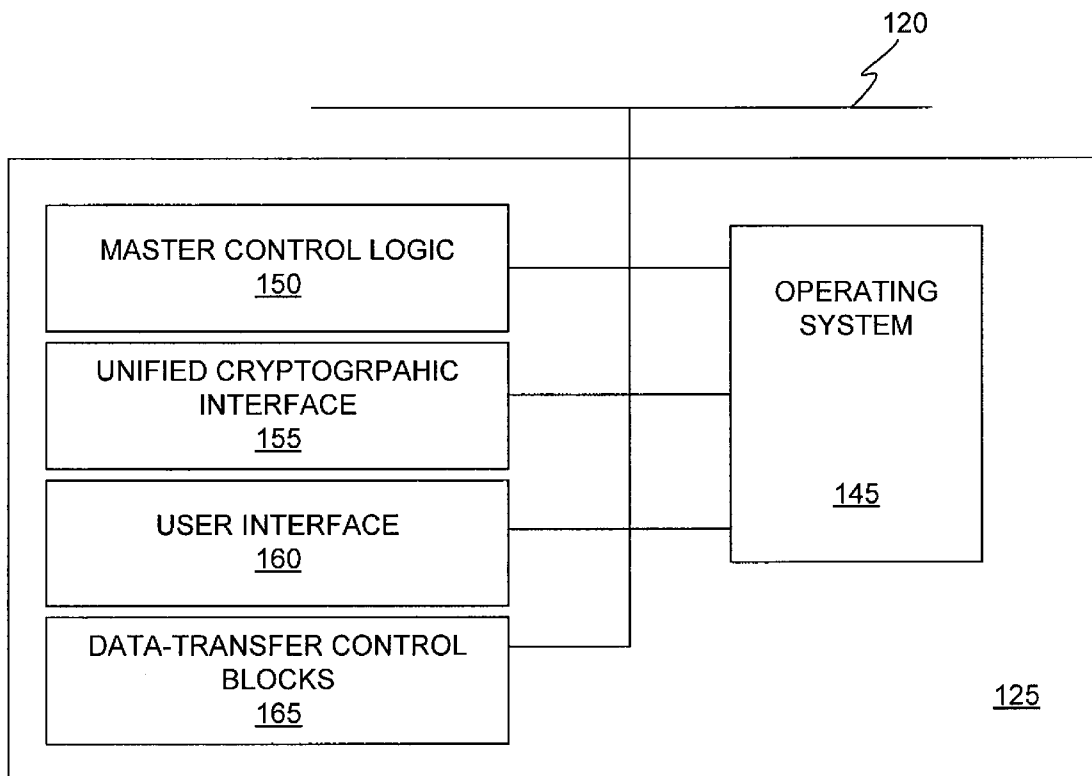 120
MASTER CONTROL LOGIC
150
UNIFIED CRYPTOGRPAHIC
INTERFACE
155
USER INTERFACE
160
DATA-TRANSFER CONTROL
BLOCKS
165
OPERATING
SYSTEM
145
125